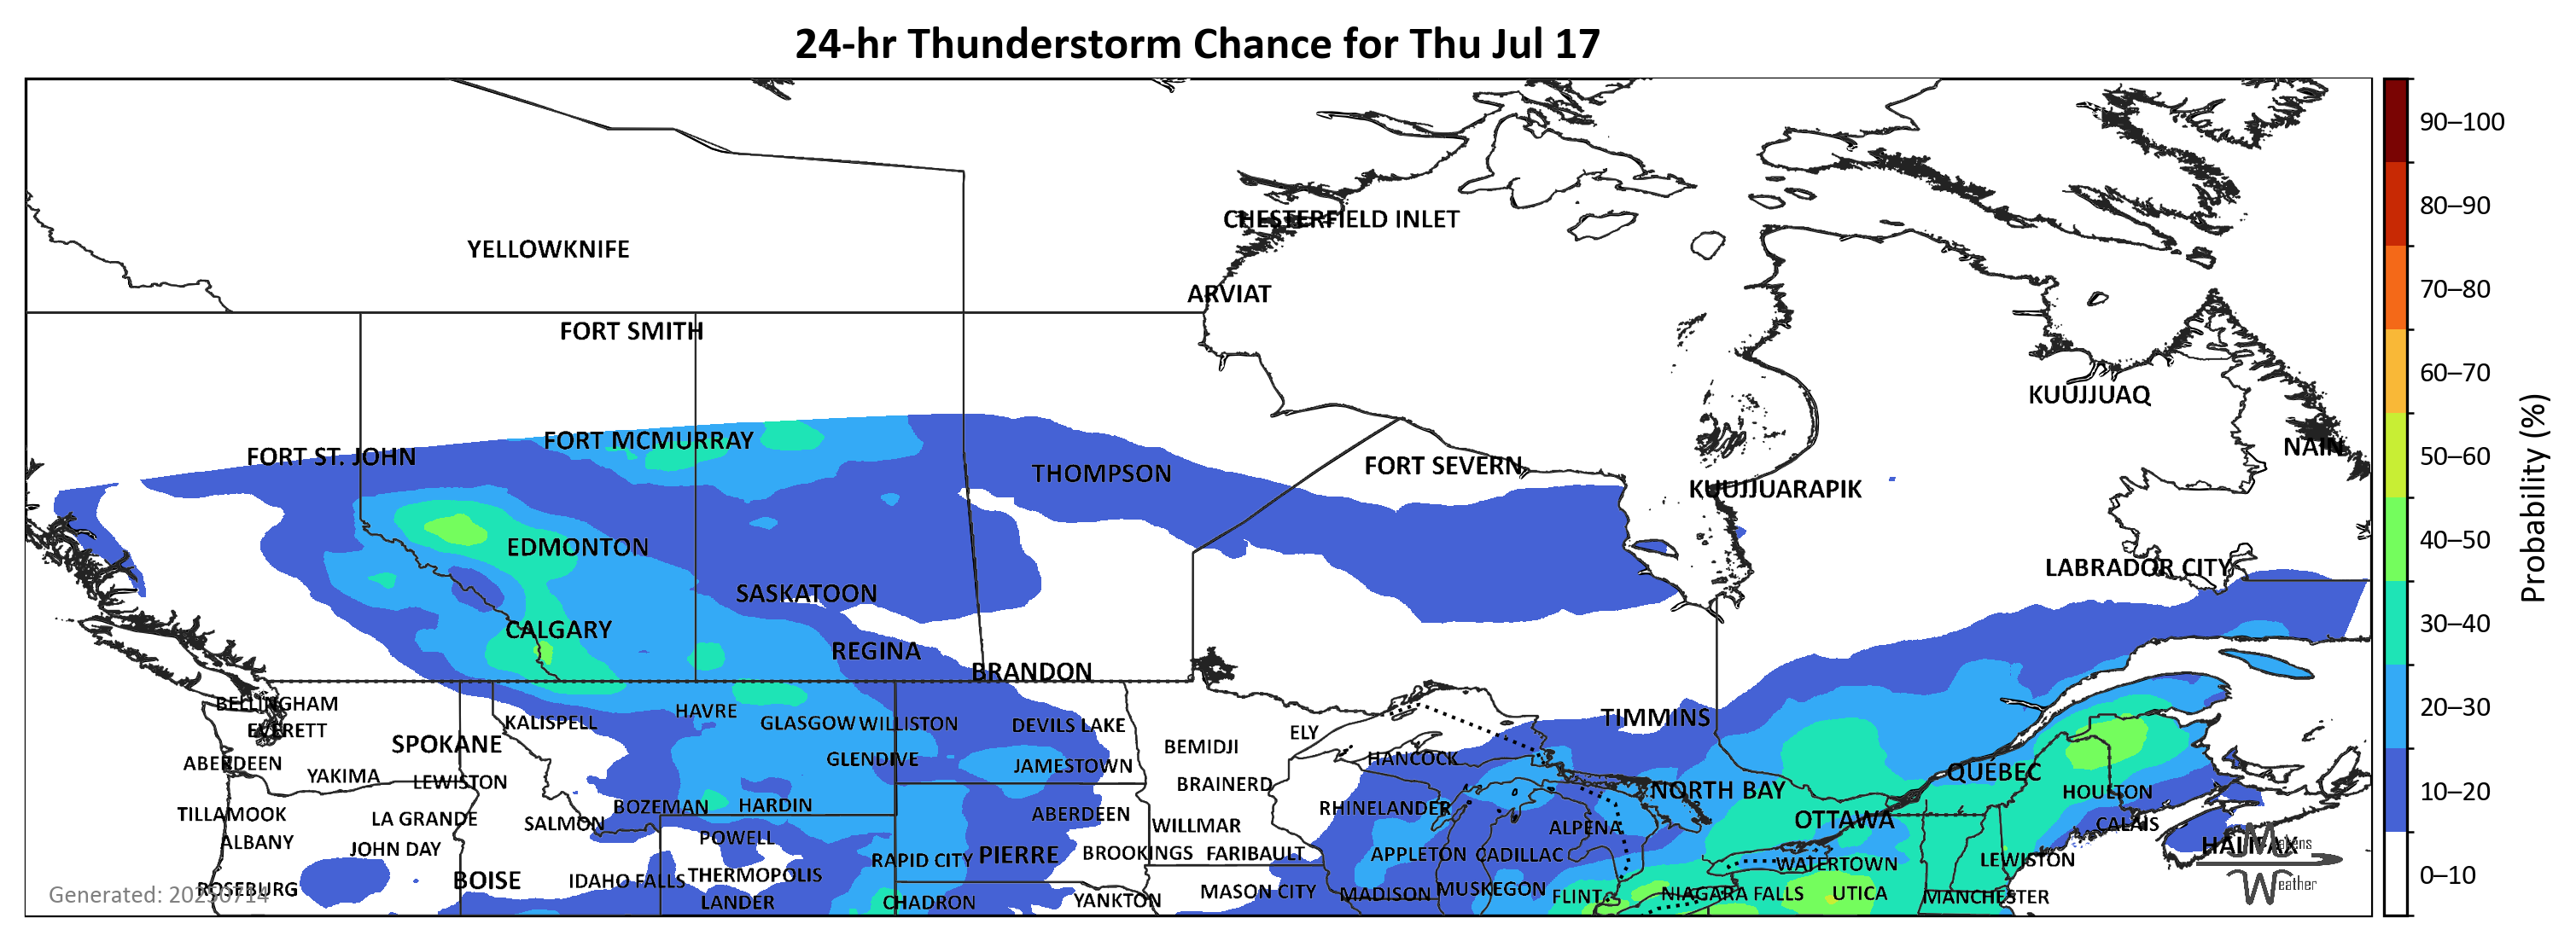 24-hr Thunderstorm Chance for Thu Jul 17
90–100
80–90
CHESTERFIELD INLET
YELLOWKNIFE
70–80
ARVIAT
FORT SMITH
60–70
KUUJJUAQ
50–60
FORT MCMURRAY
NAIN
FORT ST. JOHN
FORT SEVERN
THOMPSON
KUUJJUARAPIK
Probability (%)
40–50
EDMONTON
LABRADOR CITY
SASKATOON
30–40
CALGARY
REGINA
BRANDON
20–30
BELLINGHAM
HAVRE
KALISPELL
GLASGOW WILLISTON
DEVILS LAKE
TIMMINS
EVERETT
SPOKANE
BEMIDJI
ELY
GLENDIVE
HANCOCK
ABERDEEN
JAMESTOWN
QUÉBEC
YAKIMA
LEWISTON
BRAINERD
NORTH BAY
HOULTON
10–20
BOZEMAN
HARDIN
RHINELANDER
TILLAMOOK
LA GRANDE
SALMON
ABERDEEN
WILLMAR
ALPENA
OTTAWA
CALAIS
ALBANY
JOHN DAY
POWELL
BROOKINGS
FARIBAULT
HALIFAX
Makens
RAPID CITY
PIERRE
APPLETON
CADILLAC
WATERTOWN
LEWISTON
BOISE
IDAHO FALLS
THERMOPOLIS
0–10
Weather
ROSEBURG
Generated: 20250714
LANDER
CHADRON
YANKTON
MASON CITY
MADISON
MUSKEGON
FLINT
NIAGARA FALLS
UTICA
MANCHESTER